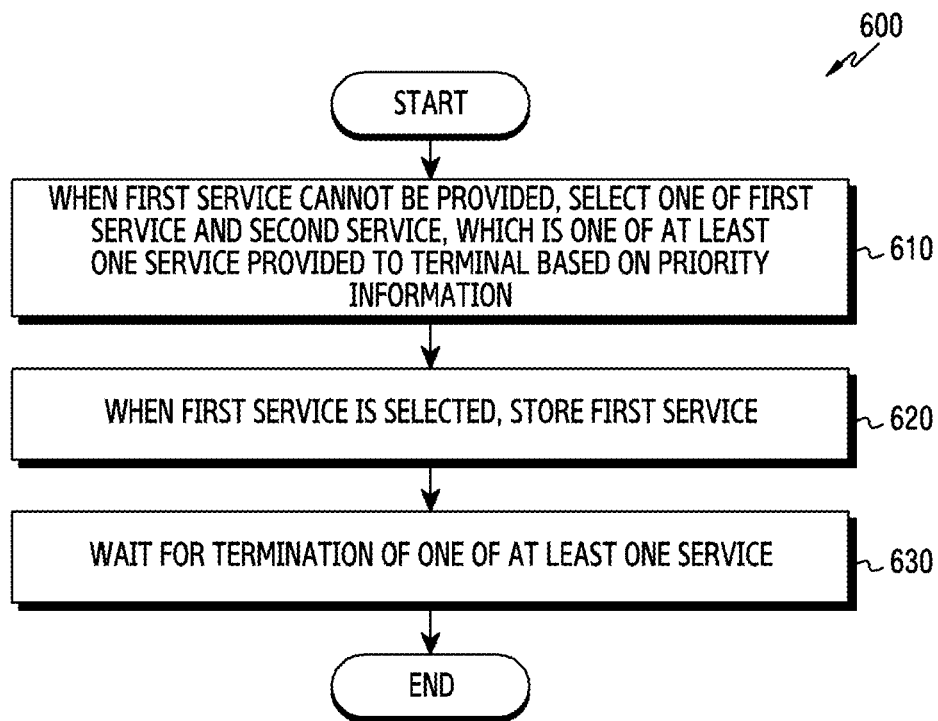 600
START
WHEN FIRST SERVICE CANNOT BE PROVIDED, SELECT ONE OF FIRST
SERVICE AND SECOND SERVICE, WHICH IS ONE OF AT LEAST
ONE SERVICE PROVIDED TO TERMINAL BASED ON PRIORITY
INFORMATION
610
WHEN FIRST SERVICE IS SELECTED, STORE FIRST SERVICE
620
WAIT FOR TERMINATION OF ONE OF AT LEAST ONE SERVICE
630
END